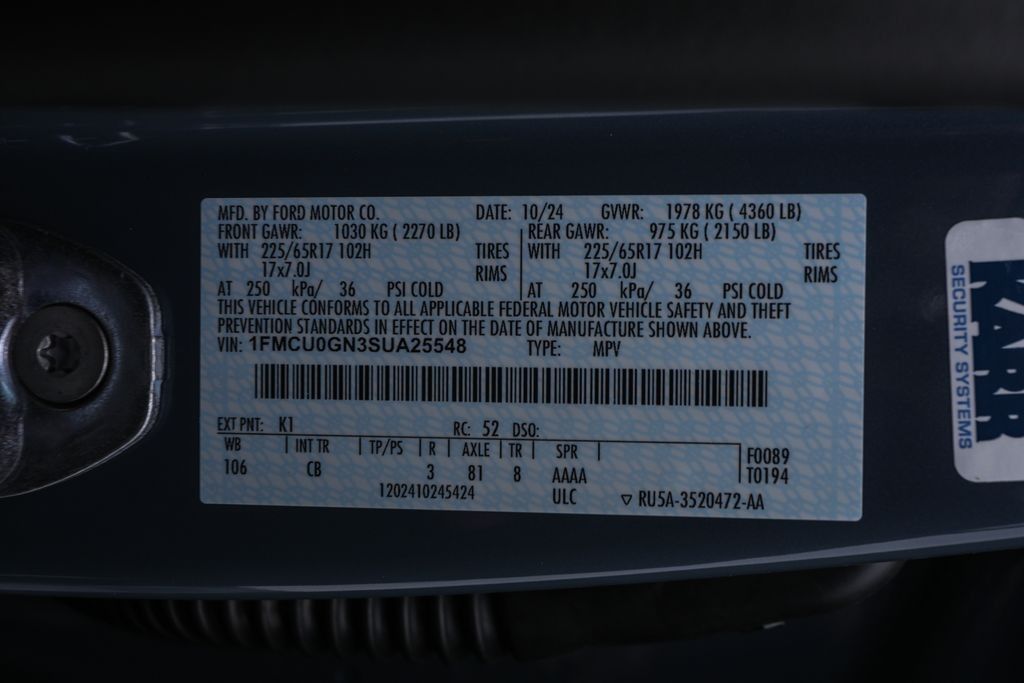 MFD. BY FORD MOTOR CO. DATE: 10/24 GVWR: 1978 KG ( 4360 LB)
FRONT GAWR: 1030 KG ( 2270 LB) REAR GAWR: 975 KG ( 2150 LB)
WITH 225/65R17 102H TIRES WITH 225/65R17 102H TIRES
17x7.0J RIMS 17x7.0J RIMS
AT 250 kPa/ 36 PSI COLD AT 250 kPa/ 36 PSI COLD
THIS VEHICLE CONFORMS TO ALL APPLICABLE FEDERAL MOTOR VEHICLE SAFETY AND THEFT
PREVENTION STANDARDS IN EFFECT ON THE DATE OF MANUFACTURE SHOWN ABOVE.
VIN: 1FMCU0GN3SUA25548 TYPE: MPV
EXT PNT: K1 RC: 52 DSO:
WB INT TR TP/PS R AXLE TR SPR F0089
106 CB 3 81 8 AAAA T0194
1202410245424 ULC ▽ RU5A-3520472-AA
SECURITY SYSTEMS